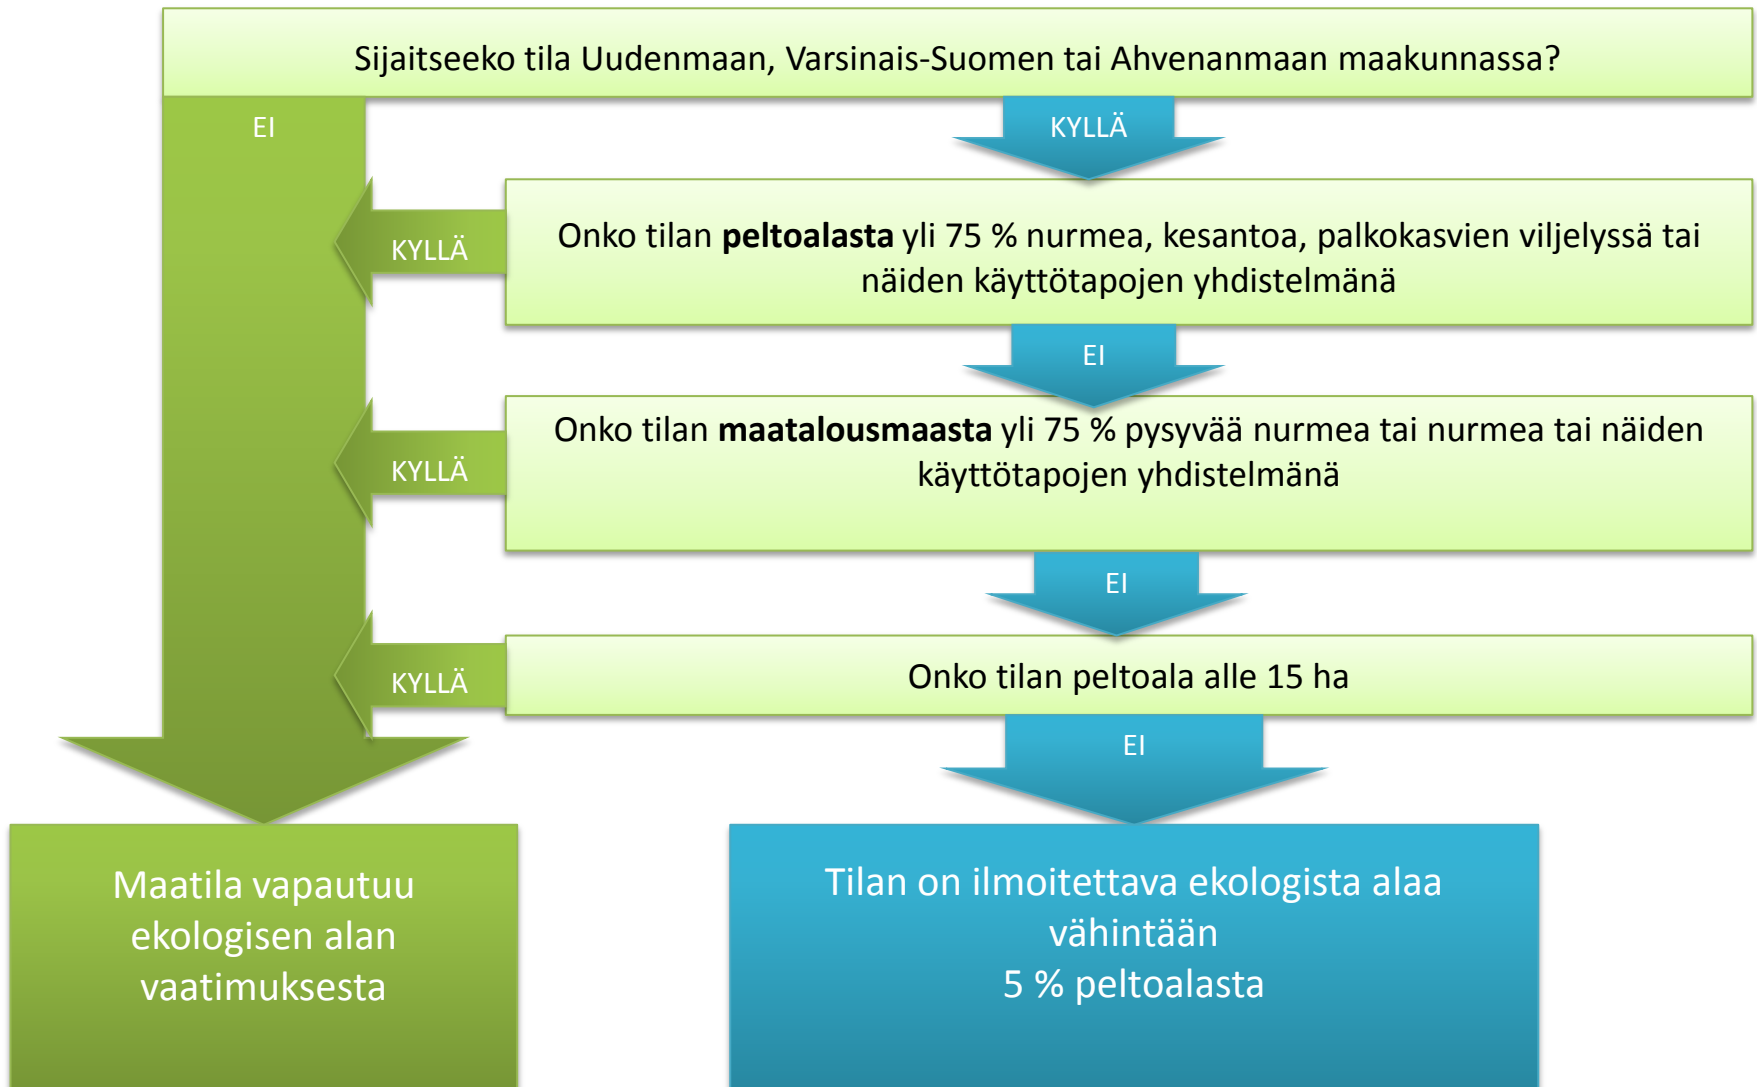 Sijaitseeko tila Uudenmaan, Varsinais-Suomen tai Ahvenanmaan maakunnassa?
EI
KYLLÄ
KYLLÄ
Onko tilan peltoalasta yli 75 % nurmea, kesantoa, palkokasvien viljelyssä tai
näiden käyttötapojen yhdistelmänä
EI
KYLLÄ
Onko tilan maatalousmaasta yli 75 % pysyvää nurmea tai nurmea tai näiden
käyttötapojen yhdistelmänä
EI
KYLLÄ
Onko tilan peltoala alle 15 ha
EI
Maatila vapautuu
ekologisen alan
vaatimuksesta
Tilan on ilmoitettava ekologista alaa
vähintään
5 % peltoalasta